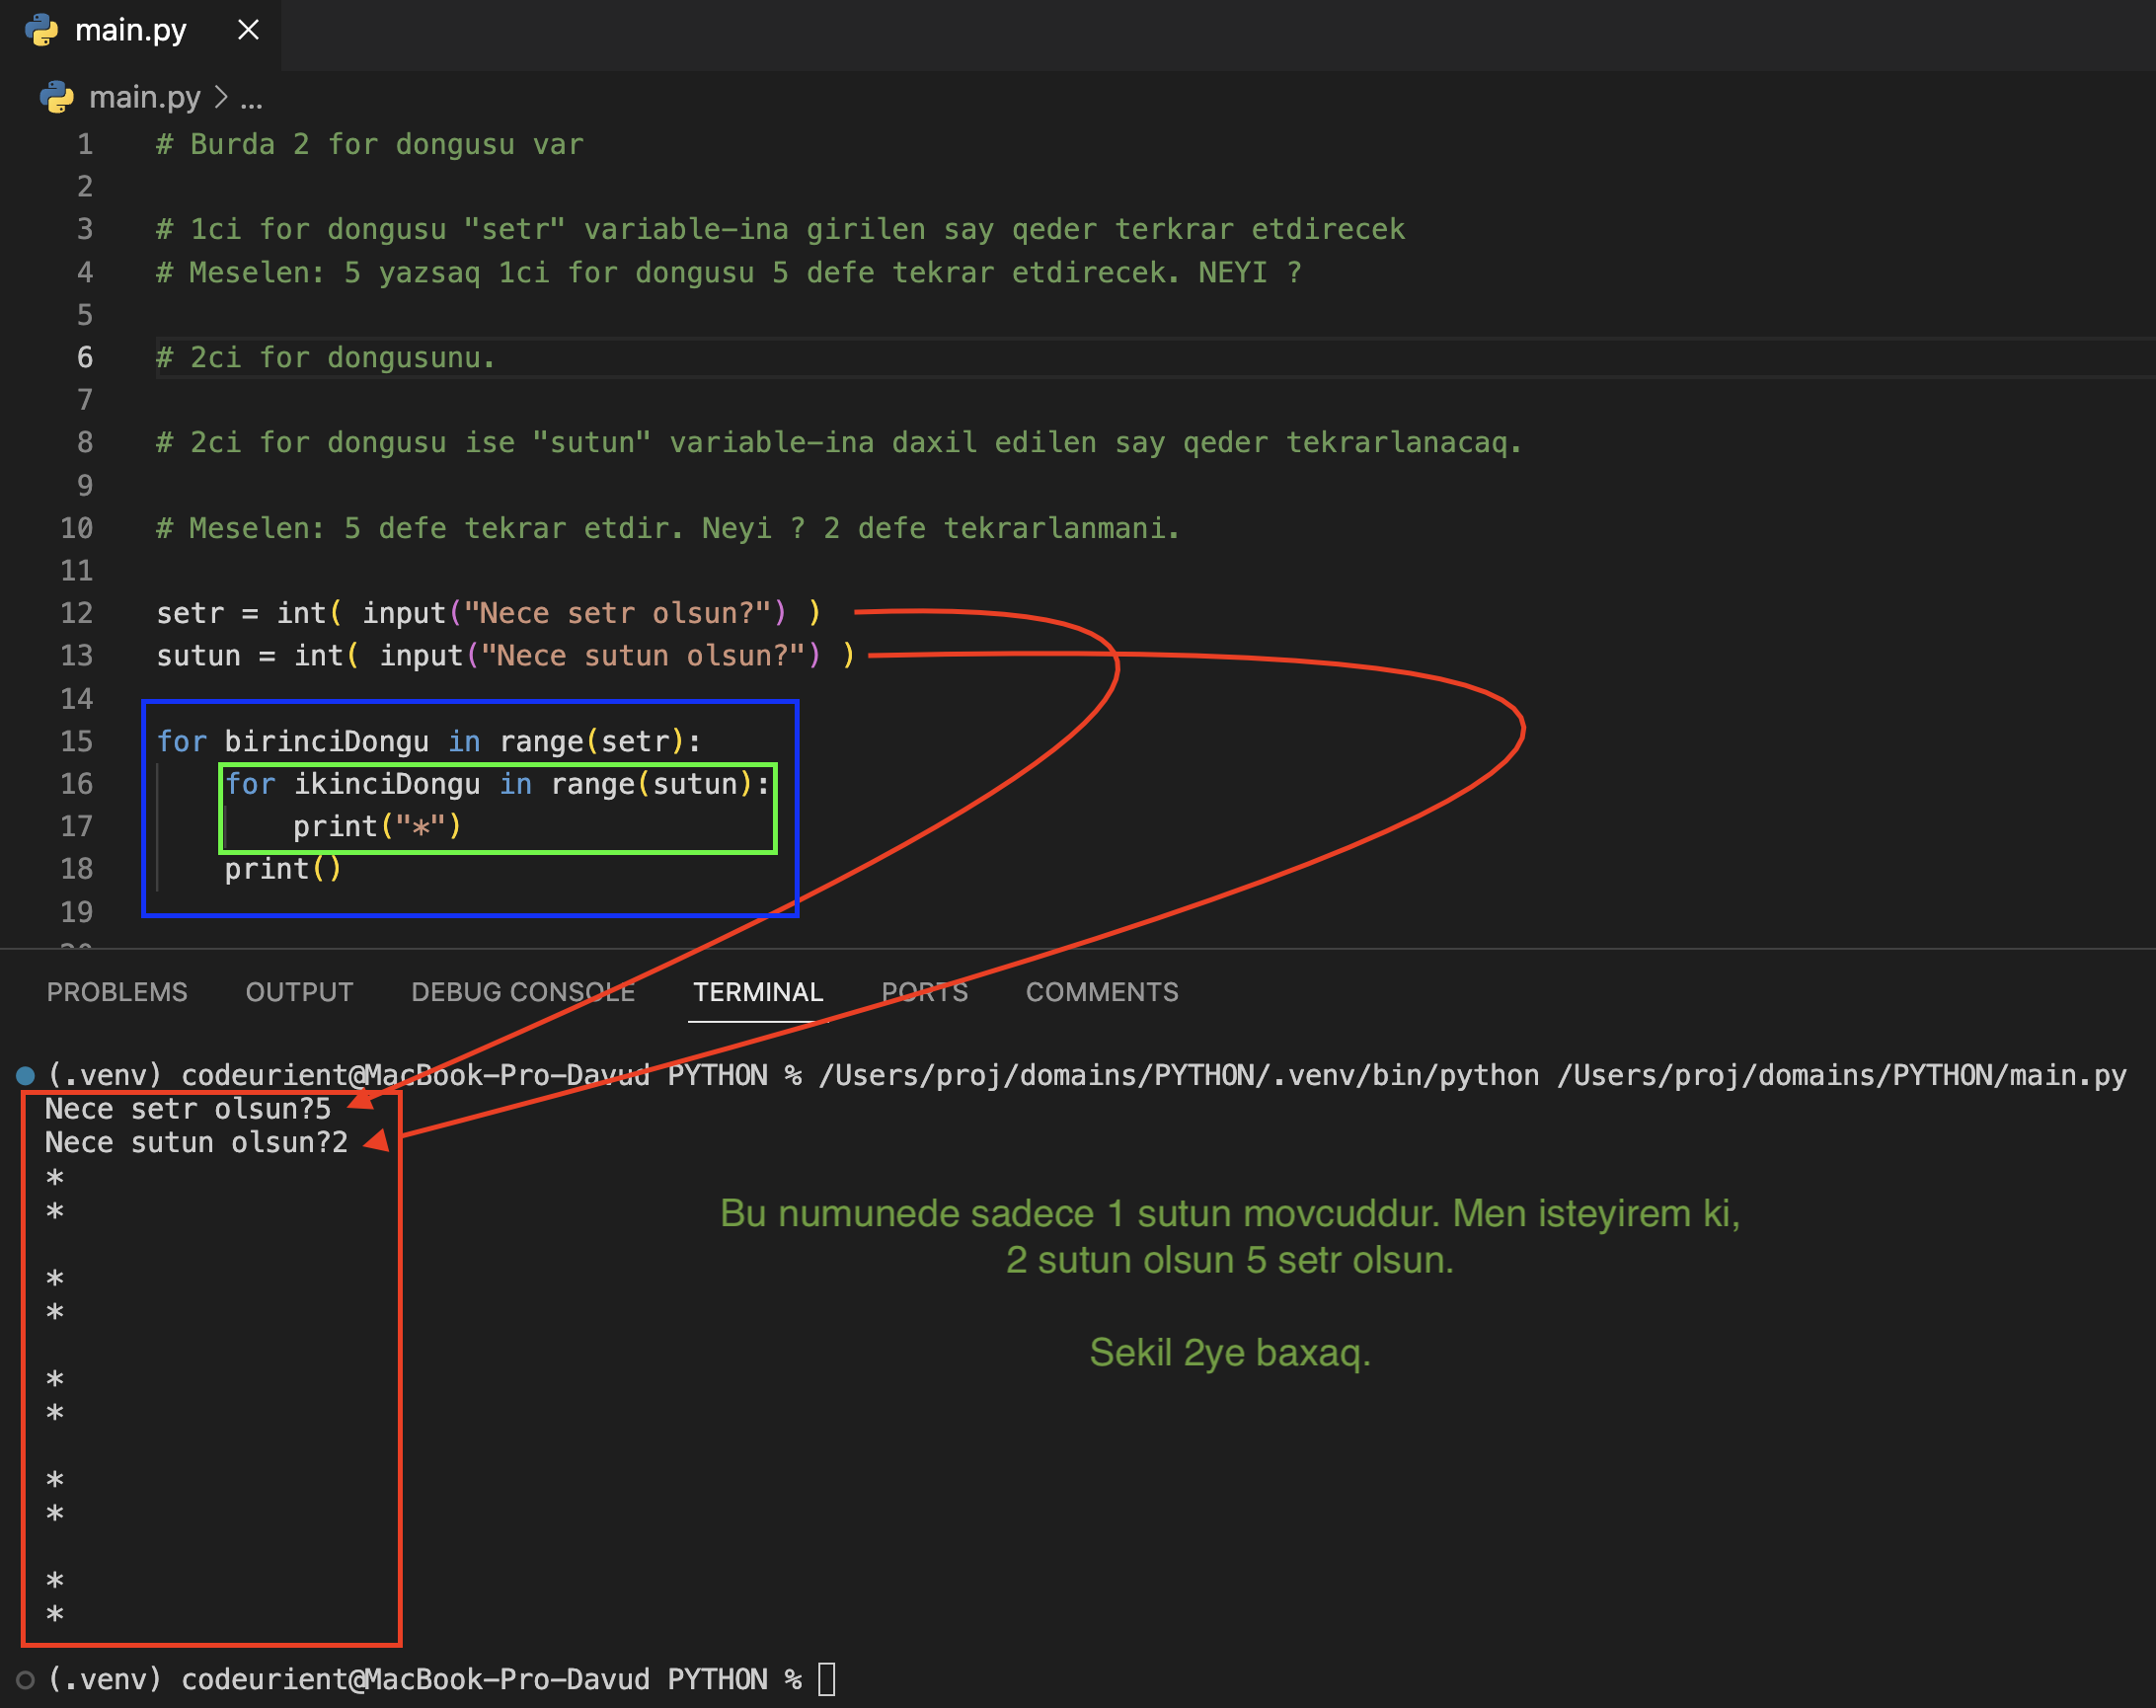 main.py
main.py > ...
1 # Burda 2 for dongusu var
2
3 # 1ci for dongusu "setr" variable-ina girilen say qeder terkrar etdirecek
4 # Meselen: 5 yazsaq 1ci for dongusu 5 defe tekrar etdirecek. NEYI ?
5
6 # 2ci for dongusunu.
7
8 # 2ci for dongusu ise "sutun" variable-ina daxil edilen say qeder tekrarlanacaq.
9
10 # Meselen: 5 defe tekrar etdir. Neyi ? 2 defe tekrarlanmani.
11
12 setr = int( input("Nece setr olsun?") )
13 sutun = int( input("Nece sutun olsun?") )
14
15 for birinciDongu in range(setr):
16     for ikinciDongu in range(sutun):
17         print("*")
18     print()
19
PROBLEMS OUTPUT DEBUG CONSOLE TERMINAL PORTS COMMENTS
(.venv) codeurient@MacBook-Pro-Davud PYTHON % /Users/proj/domains/PYTHON/.venv/bin/python /Users/proj/domains/PYTHON/main.py
Nece setr olsun?5
Nece sutun olsun?2
*
*
*
*
*
*
*
*
*
*
Bu numunede sadece 1 sutun movcuddur. Men isteyirem ki,
2 sutun olsun 5 setr olsun.
Sekil 2ye baxaq.
(.venv) codeurient@MacBook-Pro-Davud PYTHON %